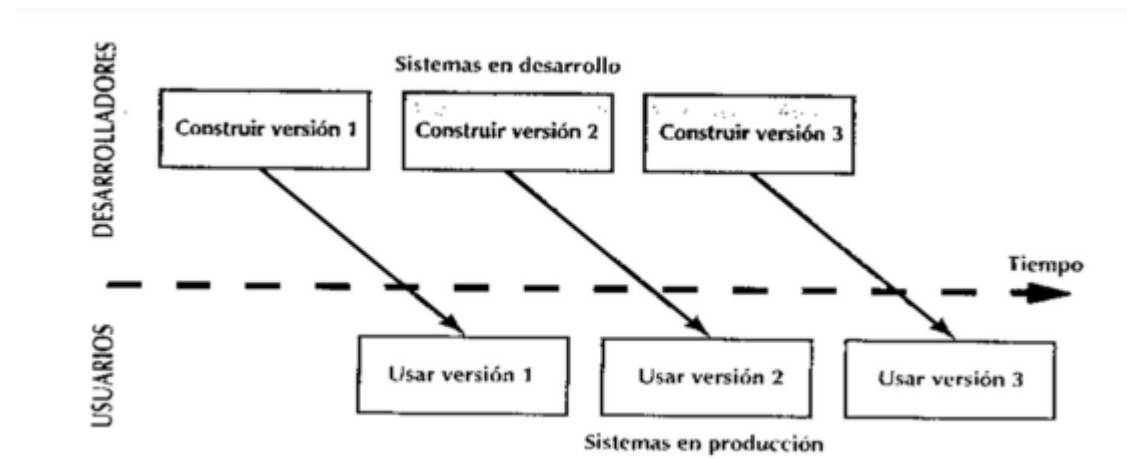 DESARROLLADORES
Sistemas en desarrollo
Construir versión 1
Construir versión 2
Construir versión 3
Tiempo
USUARIOS
Usar versión 1
Usar versión 2
Usar versión 3
Sistemas en producción